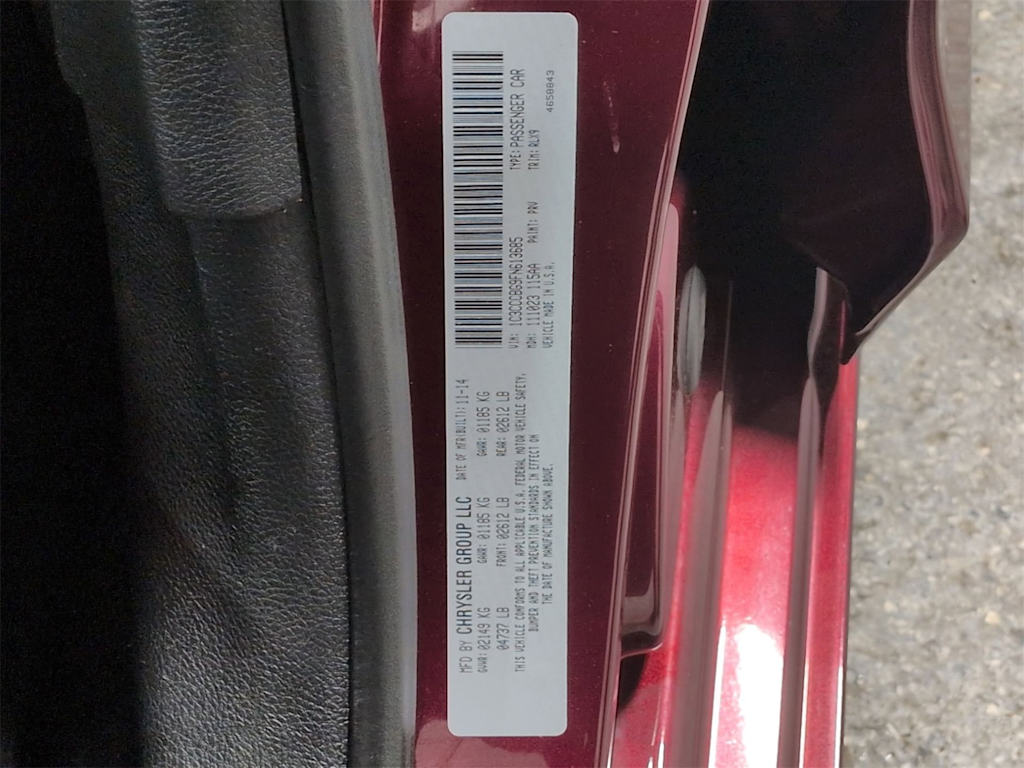 MFD BY CHRYSLER GROUP LLC DATE OF MFR(BUILT): 11-14
GVWR: 02149 KG GAWR: 01185 KG GAWR: 01185 KG
04737 LB FRONT: 02612 LB REAR: 02612 LB
THIS VEHICLE CONFORMS TO ALL APPLICABLE U.S.A. FEDERAL MOTOR VEHICLE SAFETY,
BUMPER AND THEFT PREVENTION STANDARDS IN EFFECT ON
THE DATE OF MANUFACTURE SHOWN ABOVE.
VIN: 1C3CCCBG9FN613685 TYPE: PASSENGER CAR
MDH: 111023 115AA PAINT: PRV TRIM: RLX9
VEHICLE MADE IN U.S.A. 4658843